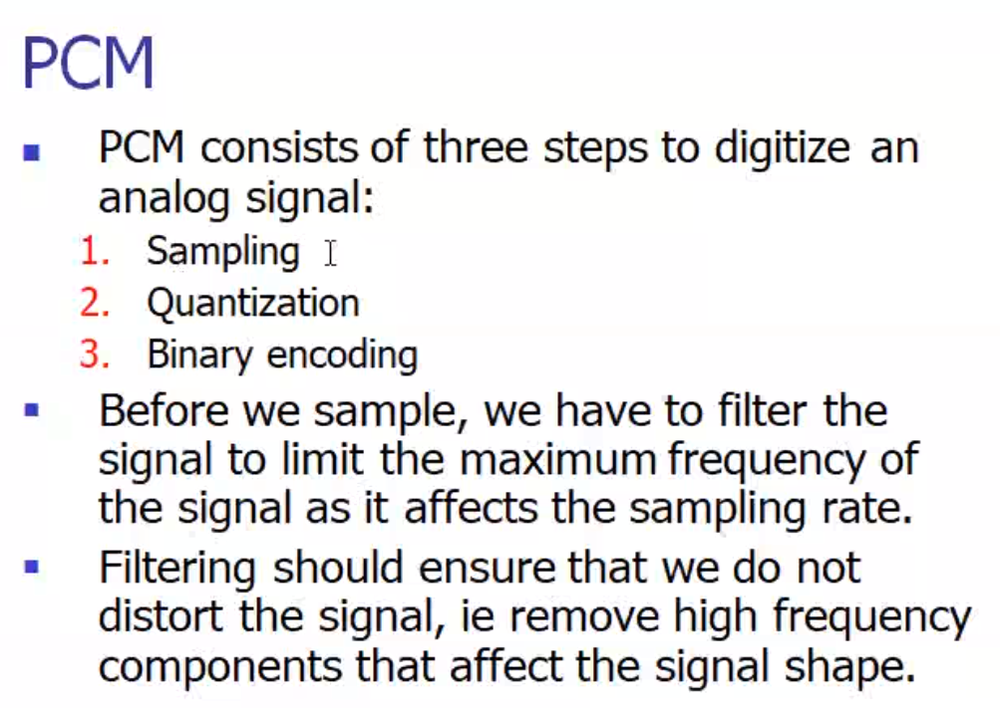 PCM
PCM consists of three steps to digitize an
analog signal:
1. Sampling
2. Quantization
3. Binary encoding
Before we sample, we have to filter the
signal to limit the maximum frequency of
the signal as it affects the sampling rate.
Filtering should ensure that we do not
distort the signal, ie remove high frequency
components that affect the signal shape.